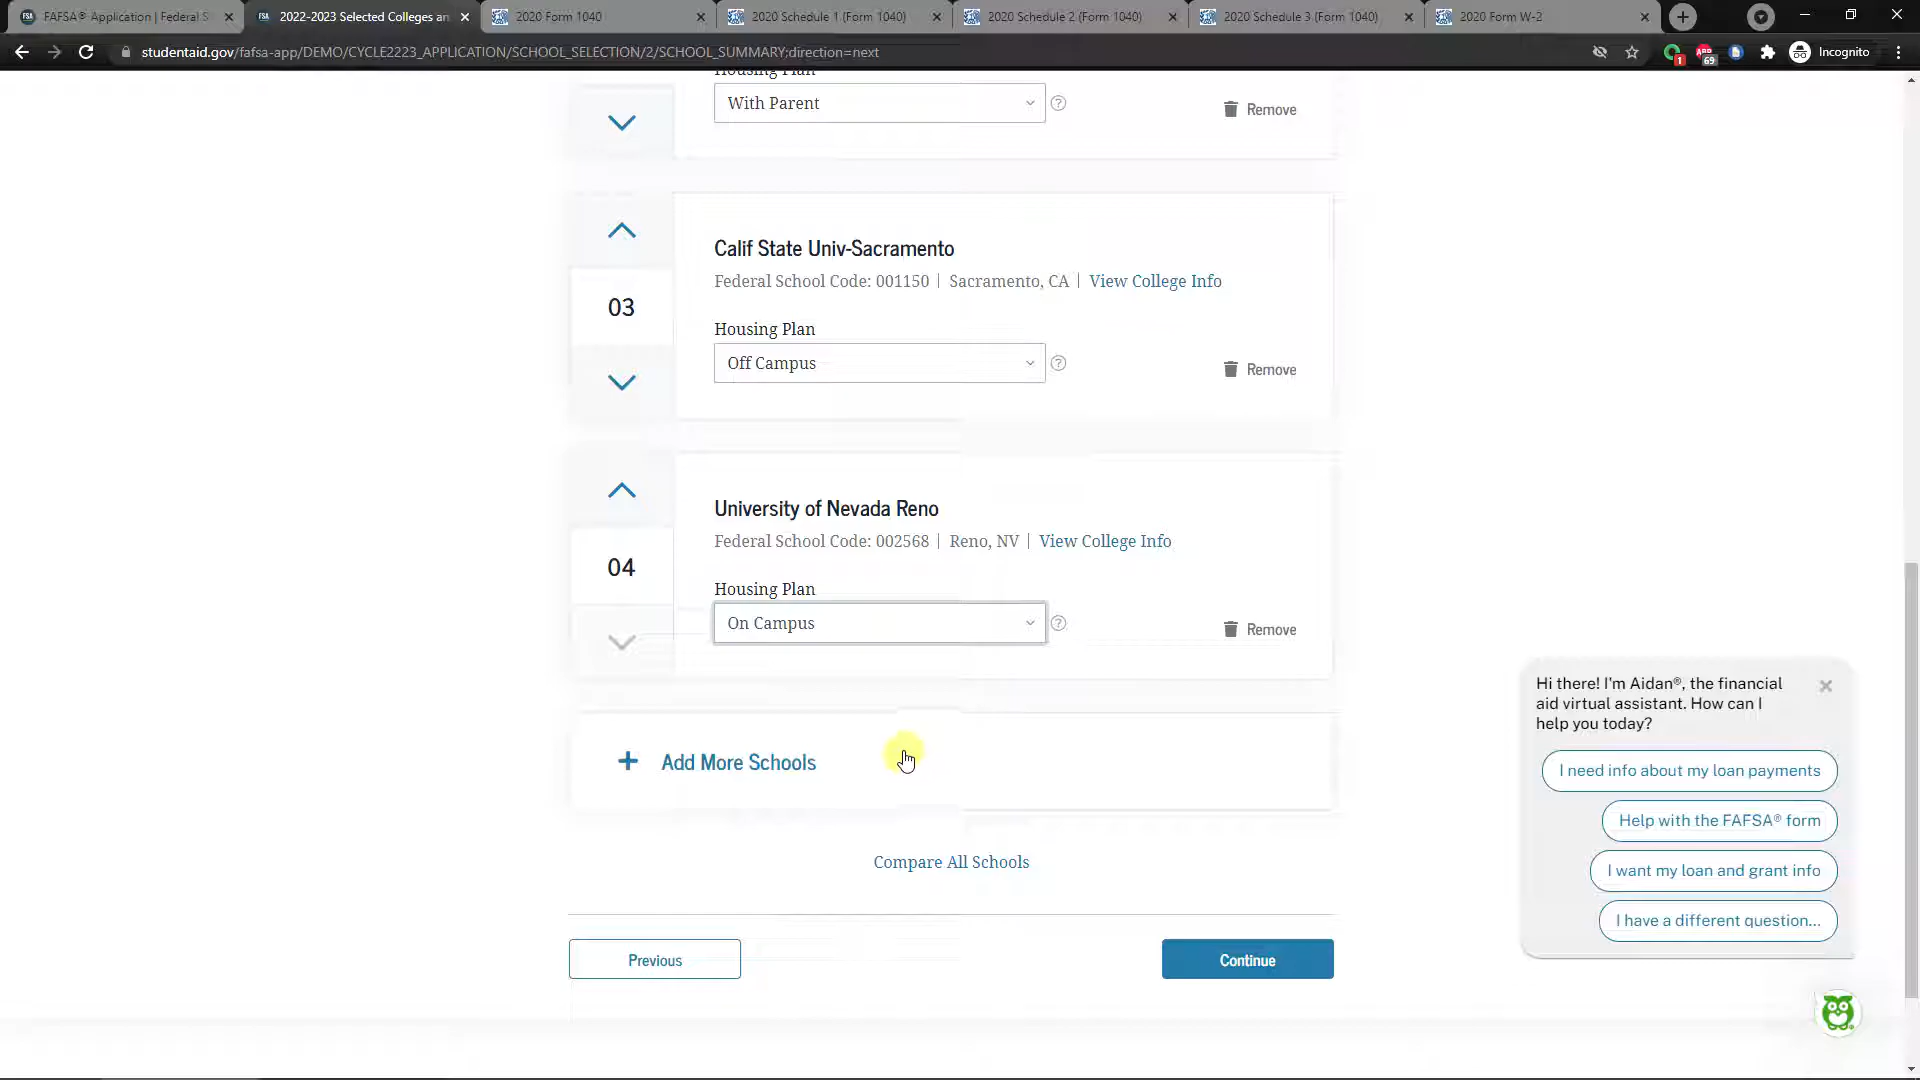 FAFSA® Application | Federal S
2022-2023 Selected Colleges an
2020 Form 1040
2020 Schedule 1 (Form 1040)
2020 Schedule 2 (Form 1040)
2020 Schedule 3 (Form 1040)
2020 Form W-2
studentaid.gov/fafsa-app/DEMO/CYCLE2223_APPLICATION/SCHOOL_SELECTION/2/SCHOOL_SUMMARY;direction=next
Incognito
Housing Plan
With Parent
Remove
03
Calif State Univ-Sacramento
Federal School Code: 001150 | Sacramento, CA | View College Info
Housing Plan
Off Campus
Remove
04
University of Nevada Reno
Federal School Code: 002568 | Reno, NV | View College Info
Housing Plan
On Campus
Remove
+ Add More Schools
Compare All Schools
Previous
Continue
Hi there! I'm Aidan®, the financial
aid virtual assistant. How can I
help you today?
I need info about my loan payments
Help with the FAFSA® form
I want my loan and grant info
I have a different question...